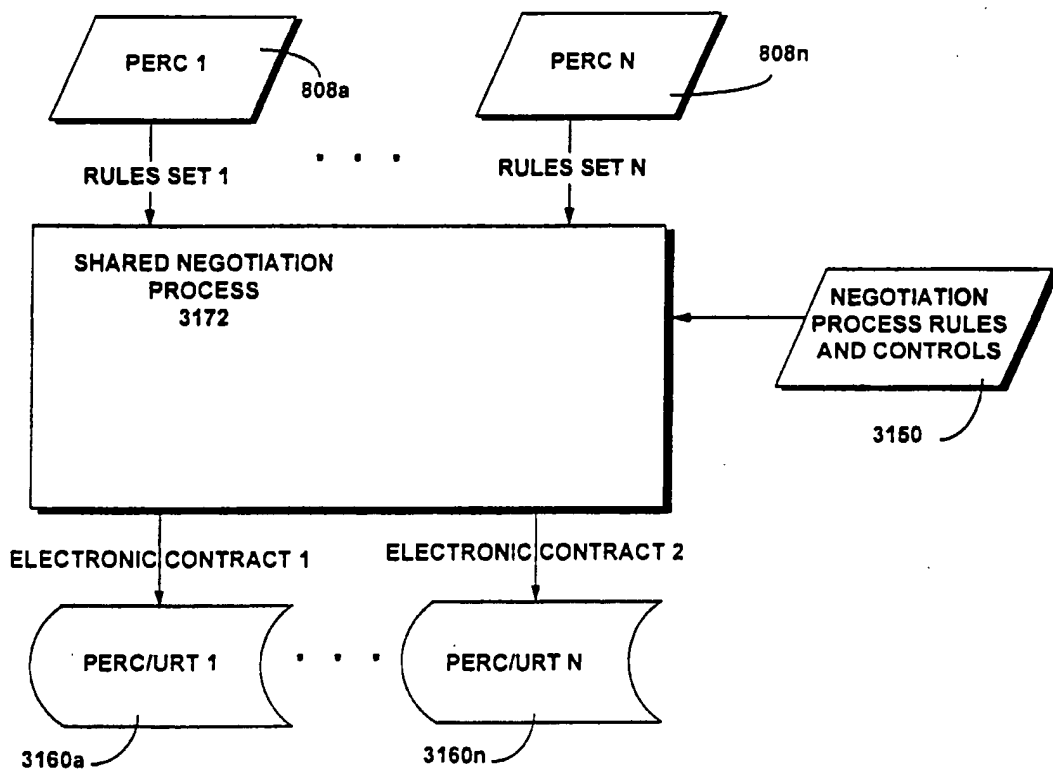 PERC 1
808a
PERC N
808n
RULES SET 1
RULES SET N
SHARED NEGOTIATION
PROCESS
3172
NEGOTIATION
PROCESS RULES
AND CONTROLS
3150
ELECTRONIC CONTRACT 1
ELECTRONIC CONTRACT 2
PERC/URT 1
PERC/URT N
3160a
3160n